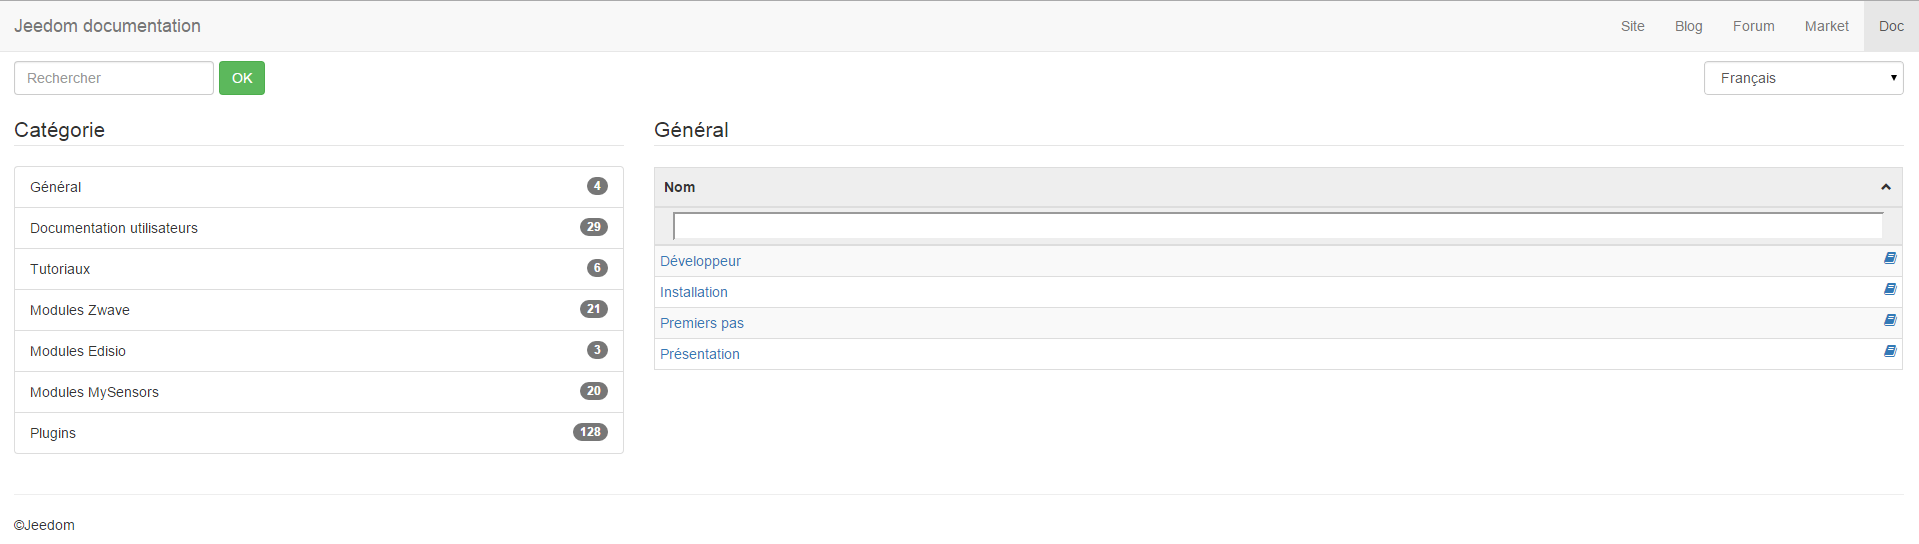 Jeedom documentation Site Blog Forum Market Doc
Rechercher OK Français
Catégorie
Général 4
Documentation utilisateurs 29
Tutoriaux 6
Modules Zwave 21
Modules Edisio 3
Modules MySensors 20
Plugins 128
Général
Nom
Développeur
Installation
Premiers pas
Présentation
©Jeedom